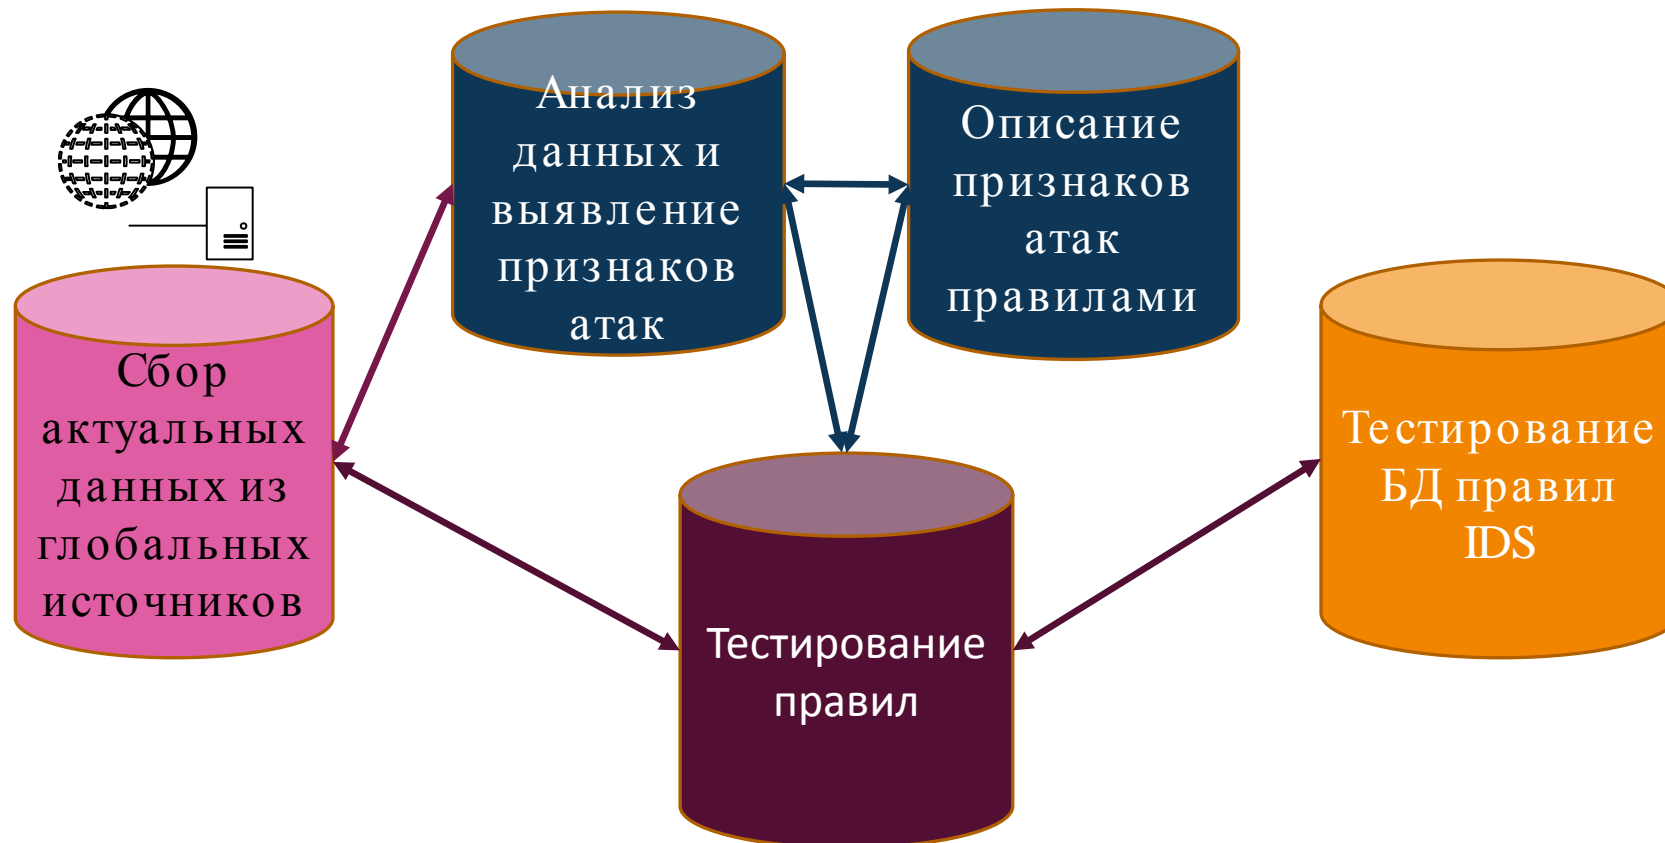 Анализ
данных и
выявление
признаков
атак
Описание
признаков
атак
правилами
Сбор
актуальных
данных из
глобальных
источников
Тестирование
БД правил
IDS
Тестирование
правил